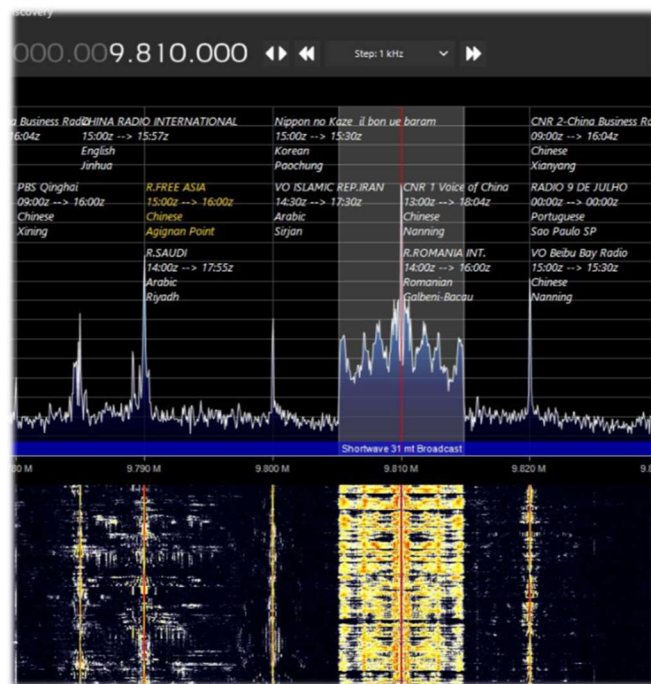 scovery
000.009.810.000
Step: 1 kHz
a Business Radio
16:04z
CHINA RADIO INTERNATIONAL
15:00z --> 15:57z
English
Jinhua
Nippon no Kaze il bon ue baram
15:00z --> 15:30z
Korean
Paochung
CNR 2-China Business Ra
09:00z --> 16:04z
Chinese
Xianyang
PBS Qinghai
09:00z --> 16:00z
Chinese
Xining
R.FREE ASIA
15:00z --> 16:00z
Chinese
Agignan Point
VO ISLAMIC REP.IRAN
14:30z --> 17:30z
Arabic
Sirjan
CNR 1 Voice of China
13:00z --> 18:04z
Chinese
Nanning
RADIO 9 DE JULHO
00:00z --> 00:00z
Portuguese
Sao Paulo SP
R.SAUDI
14:00z --> 17:55z
Arabic
Riyadh
R.ROMANIA INT.
14:00z --> 16:00z
Romanian
Galbeni-Bacau
VO Beibu Bay Radio
15:00z --> 15:30z
Chinese
Nanning
Shortwave 31 mt Broadcast
80 M
9.790 M
9.800 M
9.810 M
9.820 M